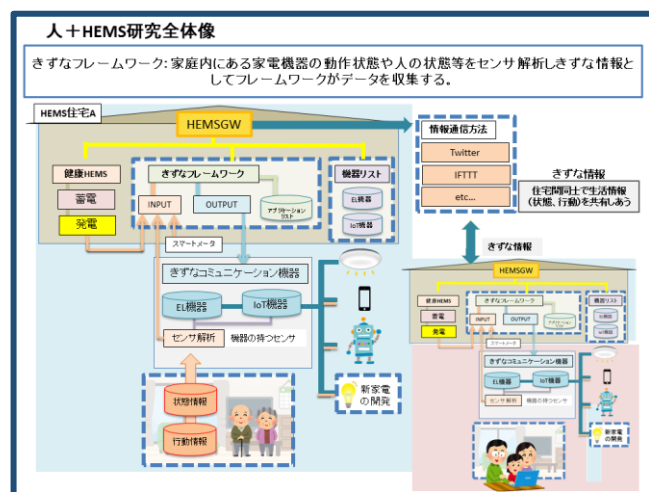 人＋HEMS研究全体像
きずなフレームワーク：家庭内にある家電機器の動作状態や人の状態等をセンサ解析しきずな情報と
してフレームワークがデータを収集する。
HEMS住宅A
HEMSGW
健康HEMS
蓄電
発電
きずなフレームワーク
INPUT
OUTPUT
アプリケーション
リスト
機器リスト
EL機器
IoT機器
スマートメータ
きずなコミュニケーション機器
EL機器
IoT機器
センサ解析
機器の持つセンサ
状態情報
行動情報
新家電
の開発
情報通信方法
Twitter
IFTTT
etc…
きずな情報
住宅間同士で生活情報
（状態、行動）を共有しあう
きずな情報
HEMSGW
健康HEMS
蓄電
発電
きずなフレームワーク
INPUT
OUTPUT
機器リスト
EL機器
IoT機器
スマートメータ
きずなコミュニケーション機器
EL機器
IoT機器
センサ解析
機器の持つセンサ
新家電
の開発